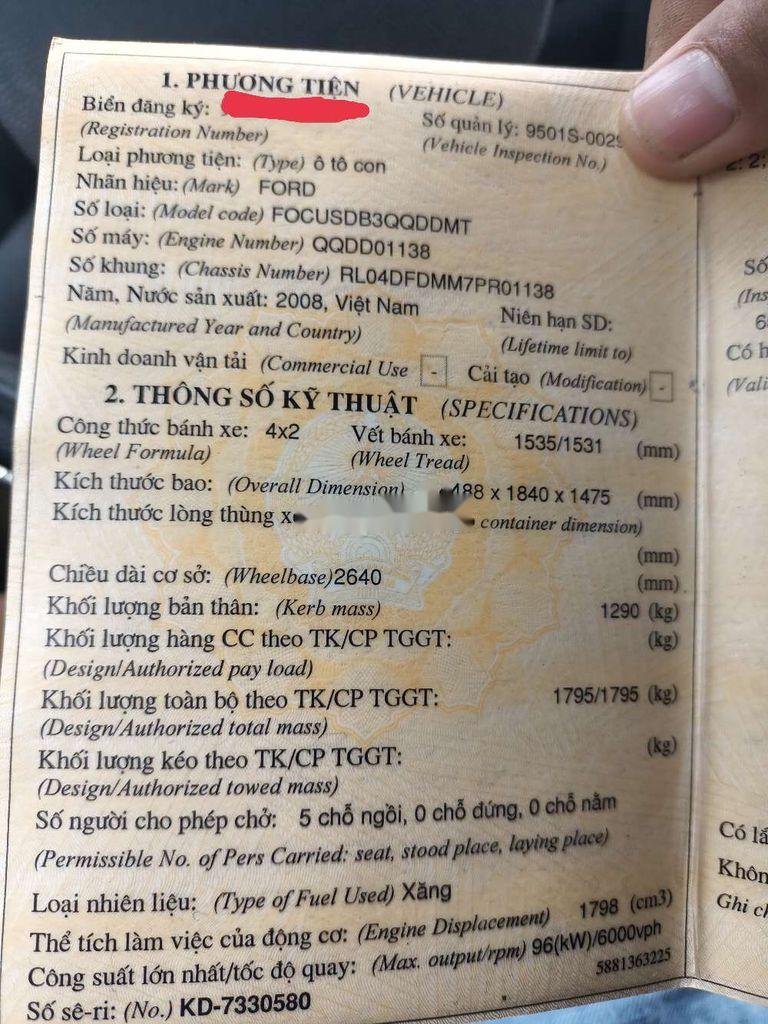 1. PHƯƠNG TIỆN (VEHICLE)
Biển đăng ký: Số quản lý: 9501S-0029
(Registration Number) (Vehicle Inspection No.)
Loại phương tiện: (Type) ô tô con
Nhãn hiệu: (Mark) FORD
Số loại: (Model code) FOCUSDB3QQDDMT
Số máy: (Engine Number) QQDD01138
Số khung: (Chassis Number) RL04DFDMM7PR01138
Năm, Nước sản xuất: 2008, Việt Nam Niên hạn SD:
(Manufactured Year and Country) (Lifetime limit to)
Kinh doanh vận tải (Commercial Use - Cải tạo (Modification) -
2. THÔNG SỐ KỸ THUẬT (SPECIFICATIONS)
Công thức bánh xe: 4x2 Vết bánh xe: 1535/1531 (mm)
(Wheel Formula) (Wheel Tread)
Kích thước bao: (Overall Dimension) 488 x 1840 x 1475 (mm)
Kích thước lòng thùng container dimension)
(mm)
Chiều dài cơ sở: (Wheelbase)2640 (mm)
Khối lượng bản thân: (Kerb mass) 1290 (kg)
Khối lượng hàng CC theo TK/CP TGGT: (kg)
(Design/Authorized pay load)
Khối lượng toàn bộ theo TK/CP TGGT: 1795/1795 (kg)
(Design/Authorized total mass)
Khối lượng kéo theo TK/CP TGGT: (kg)
(Design/Authorized towed mass)
Số người cho phép chở: 5 chỗ ngồi, 0 chỗ đứng, 0 chỗ nằm
(Permissible No. of Pers Carried: seat, stood place, laying place)
Loại nhiên liệu: (Type of Fuel Used) Xăng
Thể tích làm việc của động cơ: (Engine Displacement) 1798 (cm3)
Công suất lớn nhất/tốc độ quay: (Max. output/rpm) 96(kW)/6000vph
5881363225
Số sê-ri: (No.) KD-7330580
Số
(Ins
6
Có h
(Vali
Có lắ
Khôn
Ghi ch